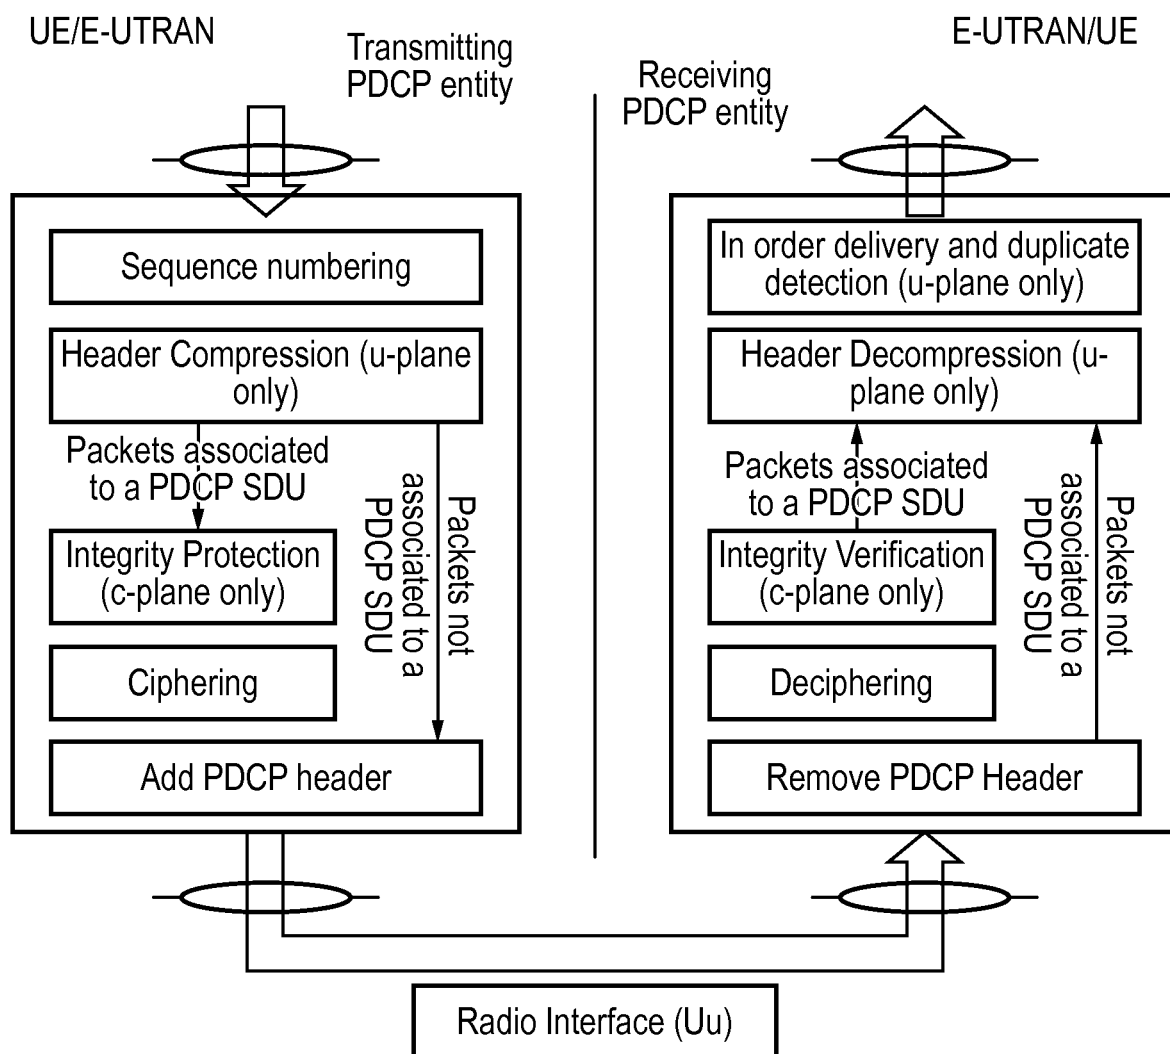 UE/E-UTRAN
Transmitting
PDCP entity
Sequence numbering
Header Compression (u-plane
only)
Packets associated
to a PDCP SDU
Packets not
associated to a
PDCP SDU
Integrity Protection
(c-plane only)
Ciphering
Add PDCP header
E-UTRAN/UE
Receiving
PDCP entity
In order delivery and duplicate
detection (u-plane only)
Header Decompression (u-
plane only)
Packets associated
to a PDCP SDU
Packets not
associated to a
PDCP SDU
Integrity Verification
(c-plane only)
Deciphering
Remove PDCP Header
Radio Interface (Uu)